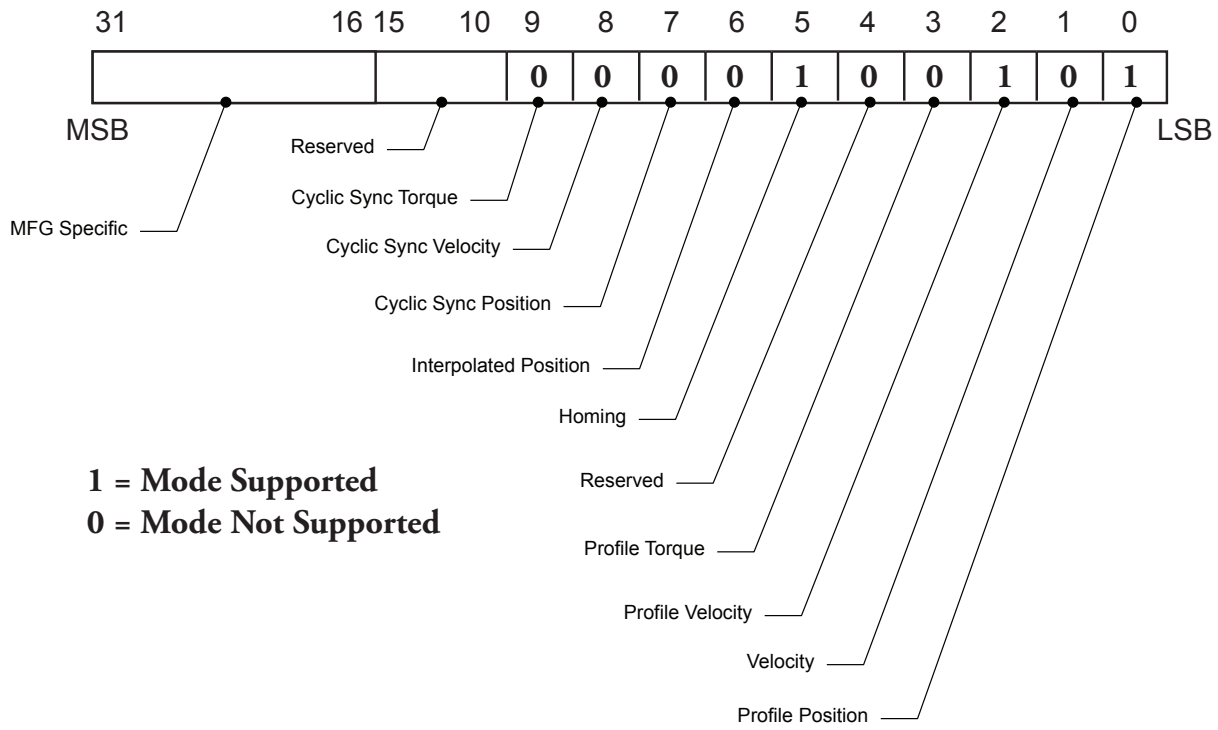 31 16 15 10 9 8 7 6 5 4 3 2 1 0
0 0 0 0 1 0 0 1 0 1
MSB LSB
Reserved
Cyclic Sync Torque
MFG Specific
Cyclic Sync Velocity
Cyclic Sync Position
Interpolated Position
Homing
1 = Mode Supported
Reserved
0 = Mode Not Supported
Profile Torque
Profile Velocity
Velocity
Profile Position